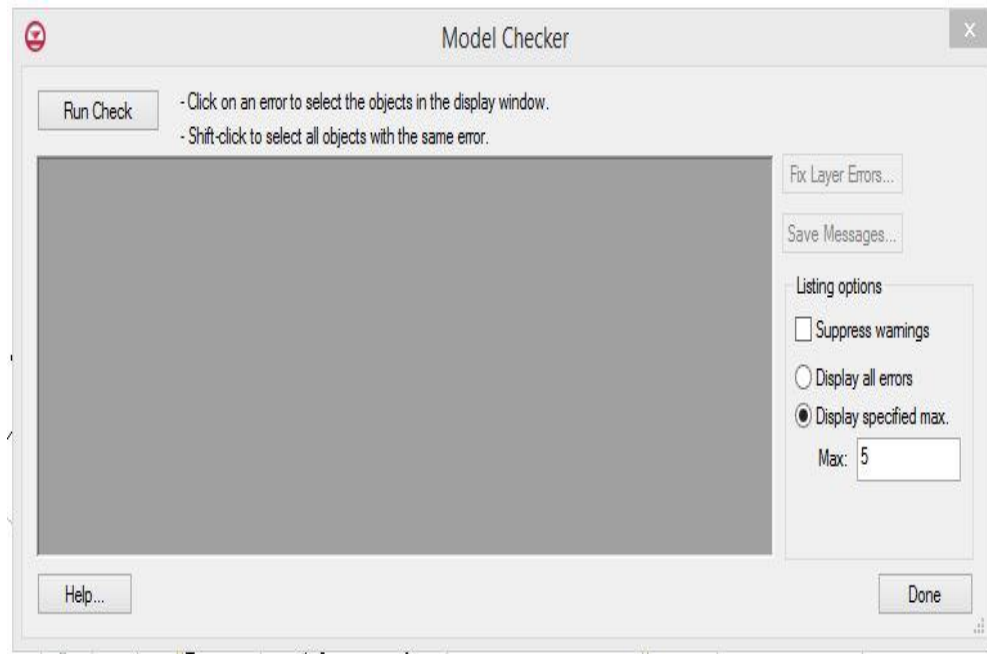 Model Checker
x
Run Check
- Click on an error to select the objects in the display window.
- Shift-click to select all objects with the same error.
Fix Layer Errors...
Save Messages...
Listing options
Suppress warnings
Display all errors
Display specified max.
Max: 5
Help...
Done